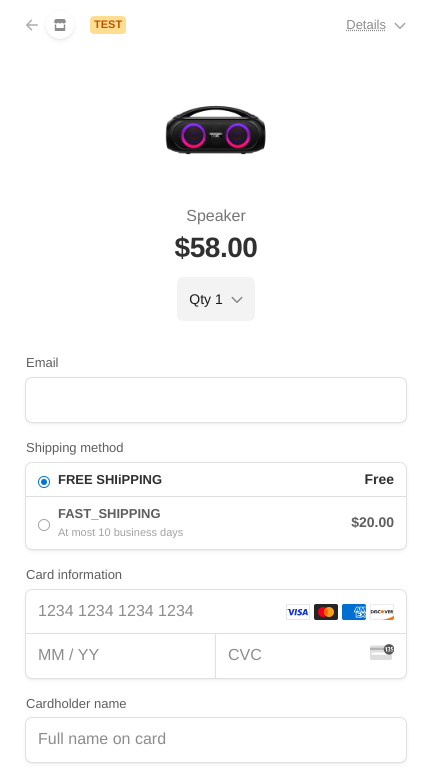 TEST
Details
Speaker
$58.00
Qty 1
Email
Shipping method
FREE SHIiPPING Free
FAST_SHIPPING $20.00
At most 10 business days
Card information
1234 1234 1234 1234 VISA DISCOVER
MM / YY CVC 135
Cardholder name
Full name on card